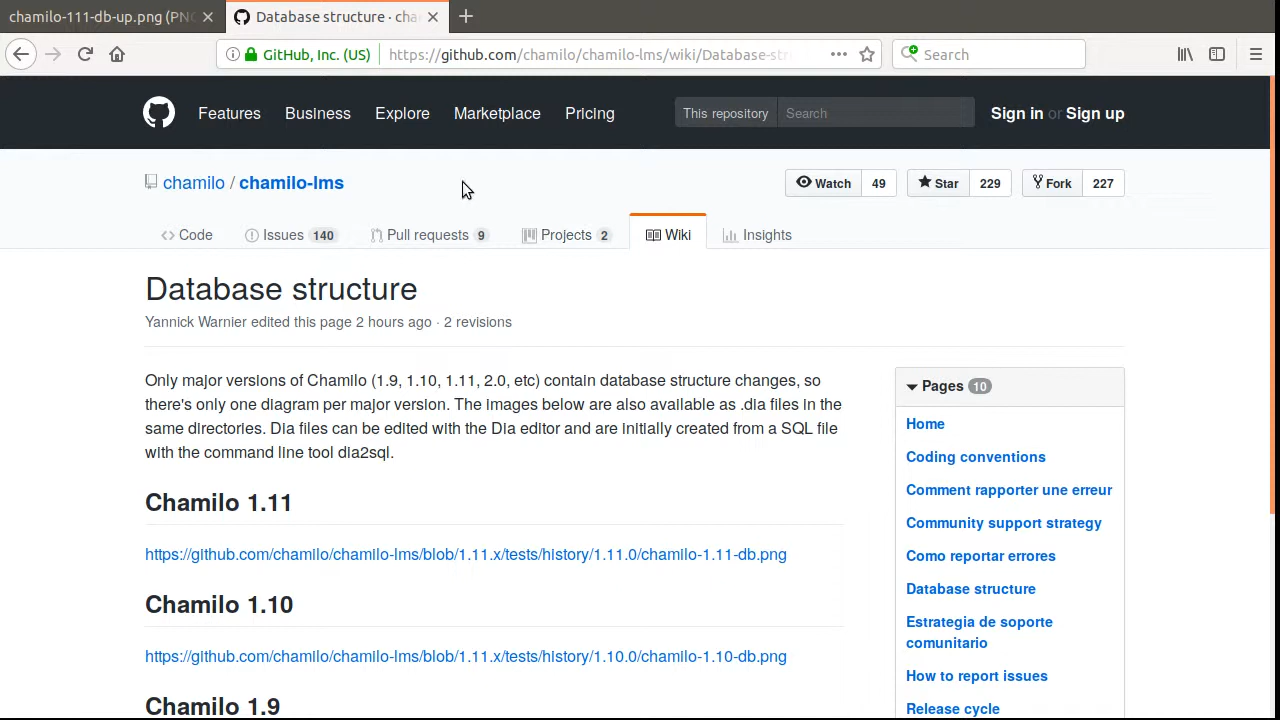 chamilo-111-db-up.png (PNG
Database structure · cha
GitHub, Inc. (US)
https://github.com/chamilo/chamilo-lms/wiki/Database-str
Search
Features
Business
Explore
Marketplace
Pricing
This repository
Search
Sign in or Sign up
chamilo / chamilo-lms
Watch 49
Star 229
Fork 227
Code
Issues 140
Pull requests 9
Projects 2
Wiki
Insights
Database structure
Yannick Warnier edited this page 2 hours ago · 2 revisions
Only major versions of Chamilo (1.9, 1.10, 1.11, 2.0, etc) contain database structure changes, so
there's only one diagram per major version. The images below are also available as .dia files in the
same directories. Dia files can be edited with the Dia editor and are initially created from a SQL file
with the command line tool dia2sql.
Chamilo 1.11
https://github.com/chamilo/chamilo-lms/blob/1.11.x/tests/history/1.11.0/chamilo-1.11-db.png
Chamilo 1.10
https://github.com/chamilo/chamilo-lms/blob/1.11.x/tests/history/1.10.0/chamilo-1.10-db.png
Chamilo 1.9
Pages 10
Home
Coding conventions
Comment rapporter une erreur
Community support strategy
Como reportar errores
Database structure
Estrategia de soporte
comunitario
How to report issues
Release cycle